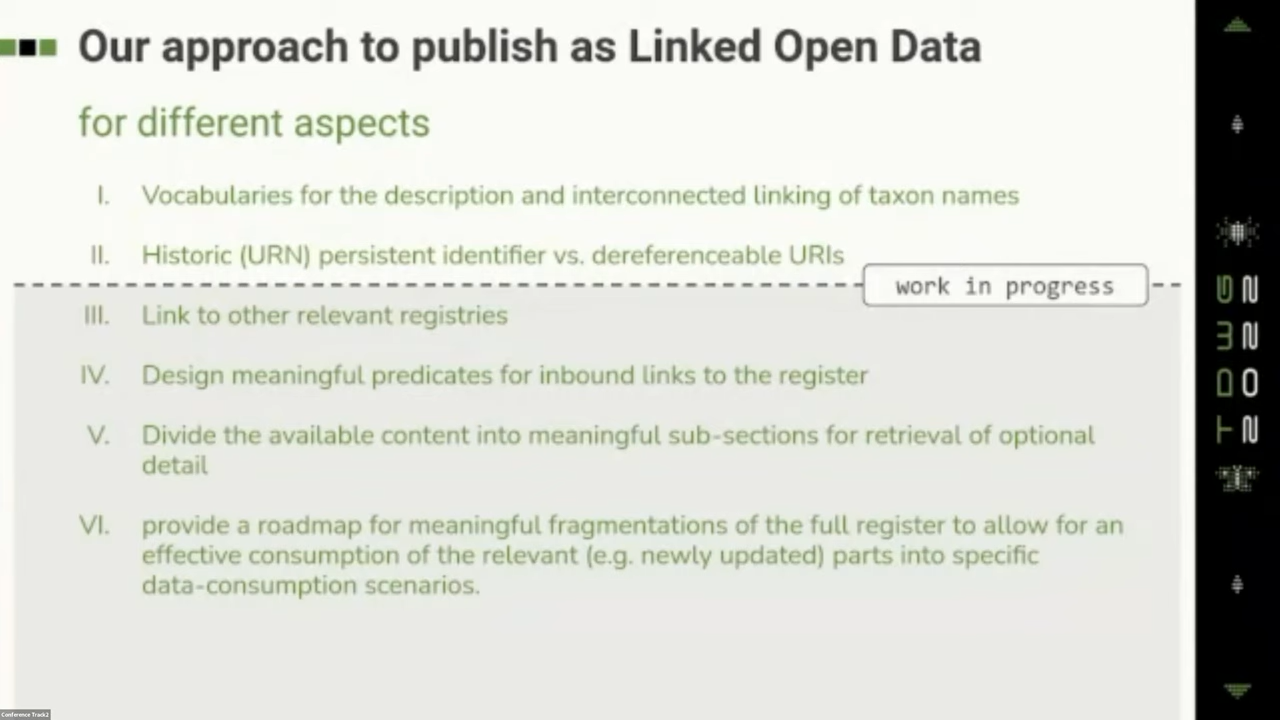 Our approach to publish as Linked Open Data
for different aspects
I. Vocabularies for the description and interconnected linking of taxon names
II. Historic (URN) persistent identifier vs. dereferenceable URIs
work in progress
III. Link to other relevant registries
IV. Design meaningful predicates for inbound links to the register
V. Divide the available content into meaningful sub-sections for retrieval of optional
detail
VI. provide a roadmap for meaningful fragmentations of the full register to allow for an
effective consumption of the relevant (e.g. newly updated) parts into specific
data-consumption scenarios.
Conference Track2